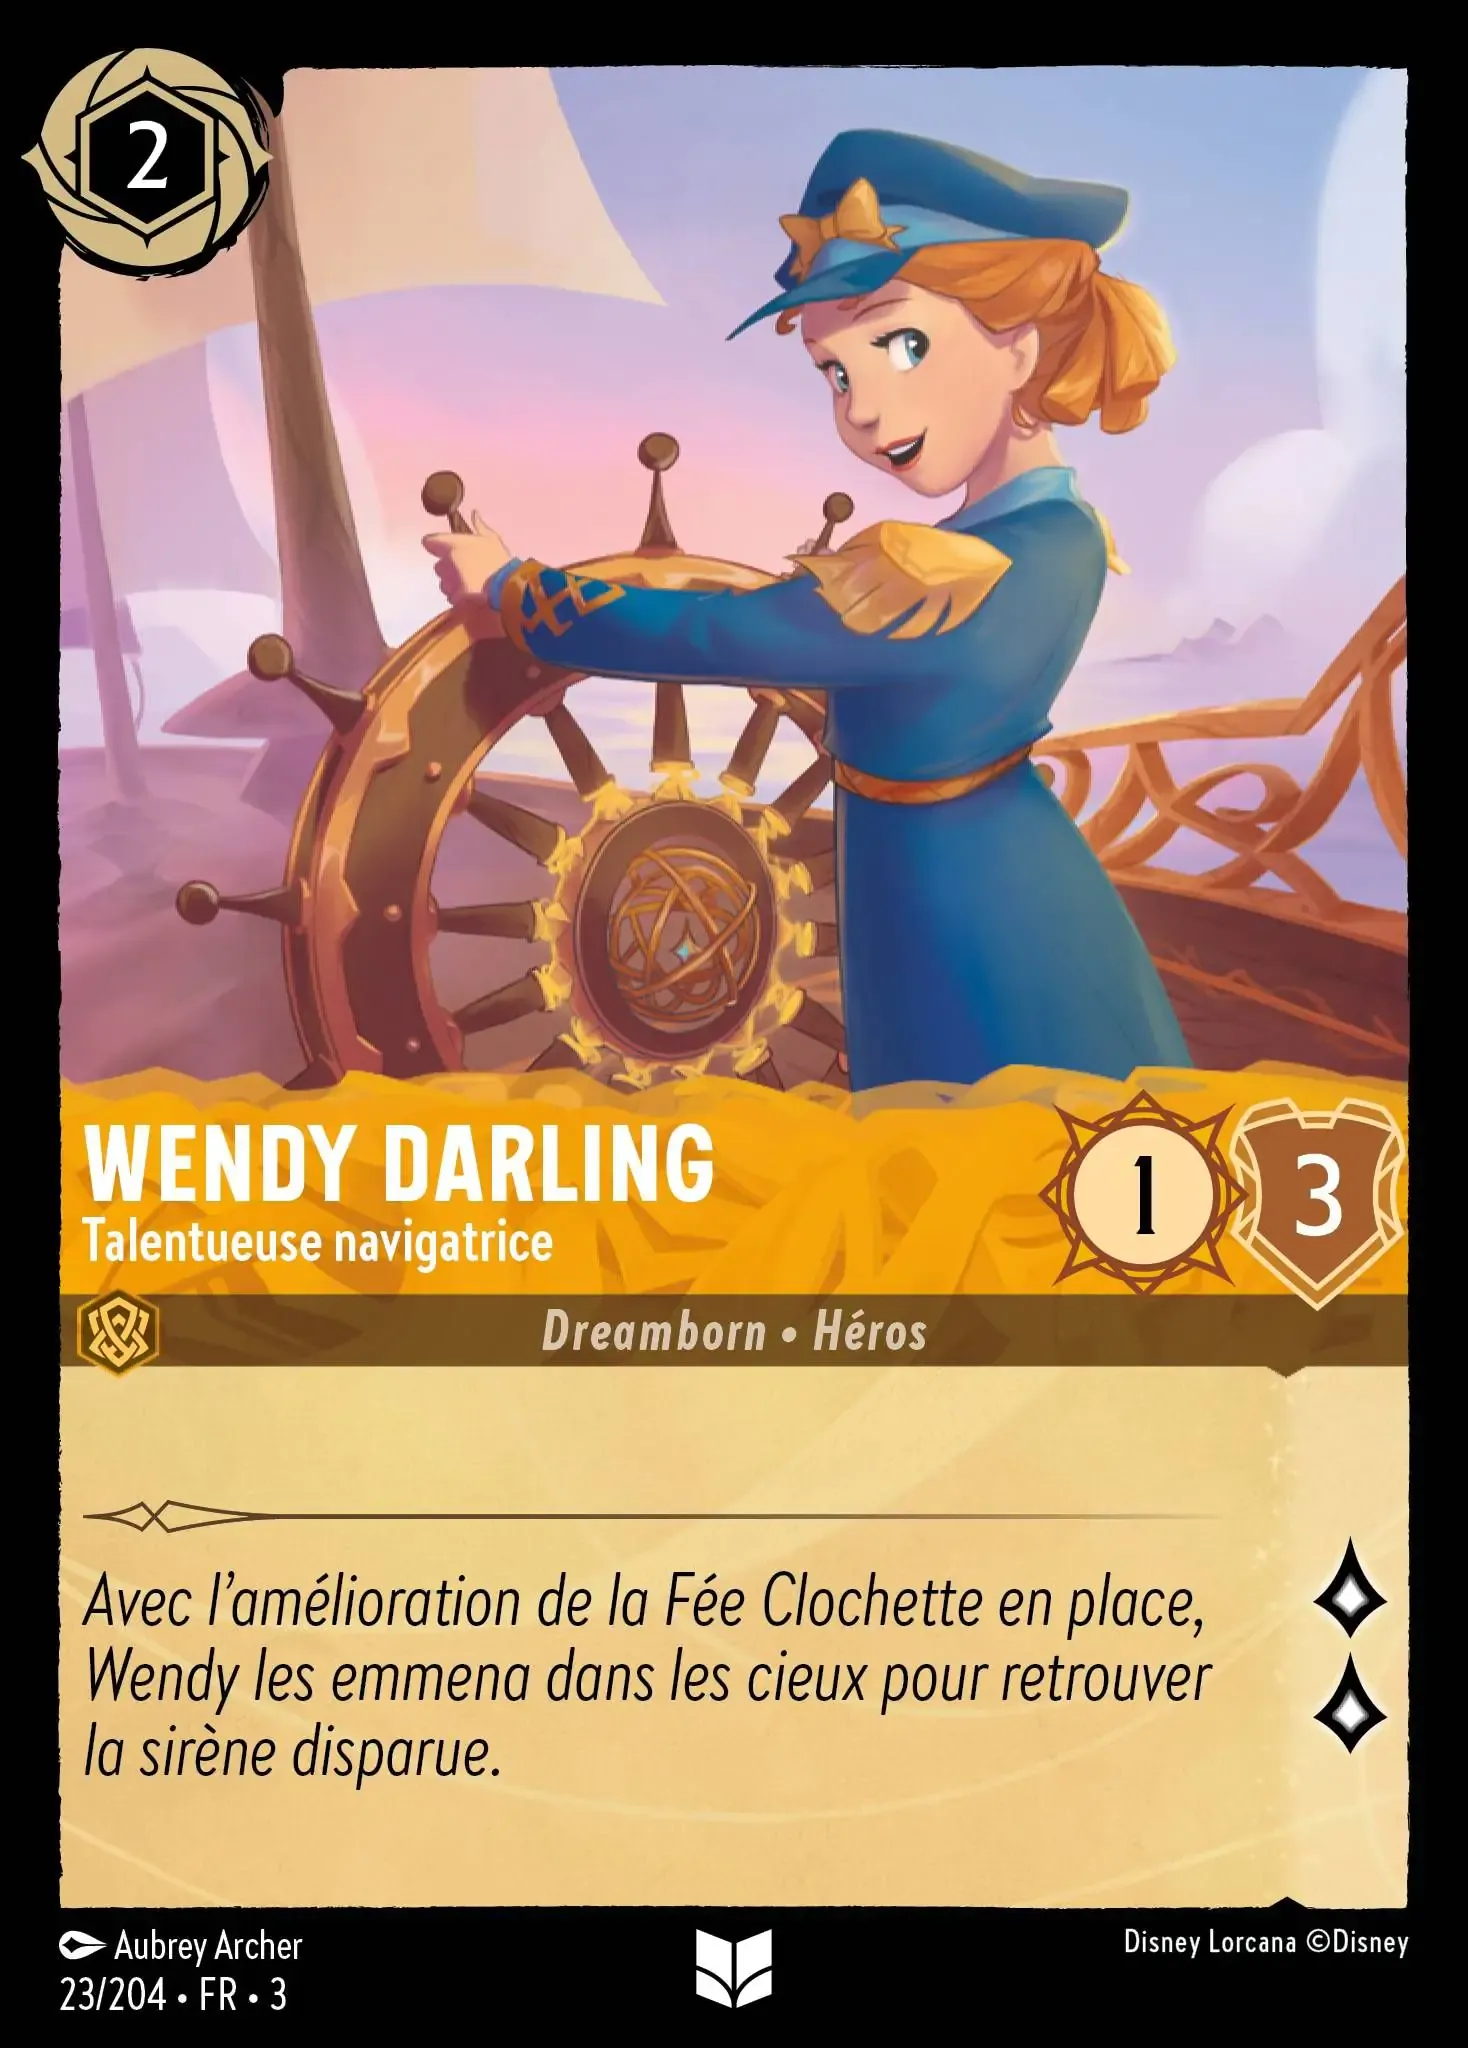 2
WENDY DARLING
Talentueuse navigatrice
1
3
Dreamborn • Héros
Avec l'amélioration de la Fée Clochette en place,
Wendy les emmena dans les cieux pour retrouver
la sirène disparue.
Aubrey Archer
Disney Lorcana ©Disney
23/204 • FR • 3